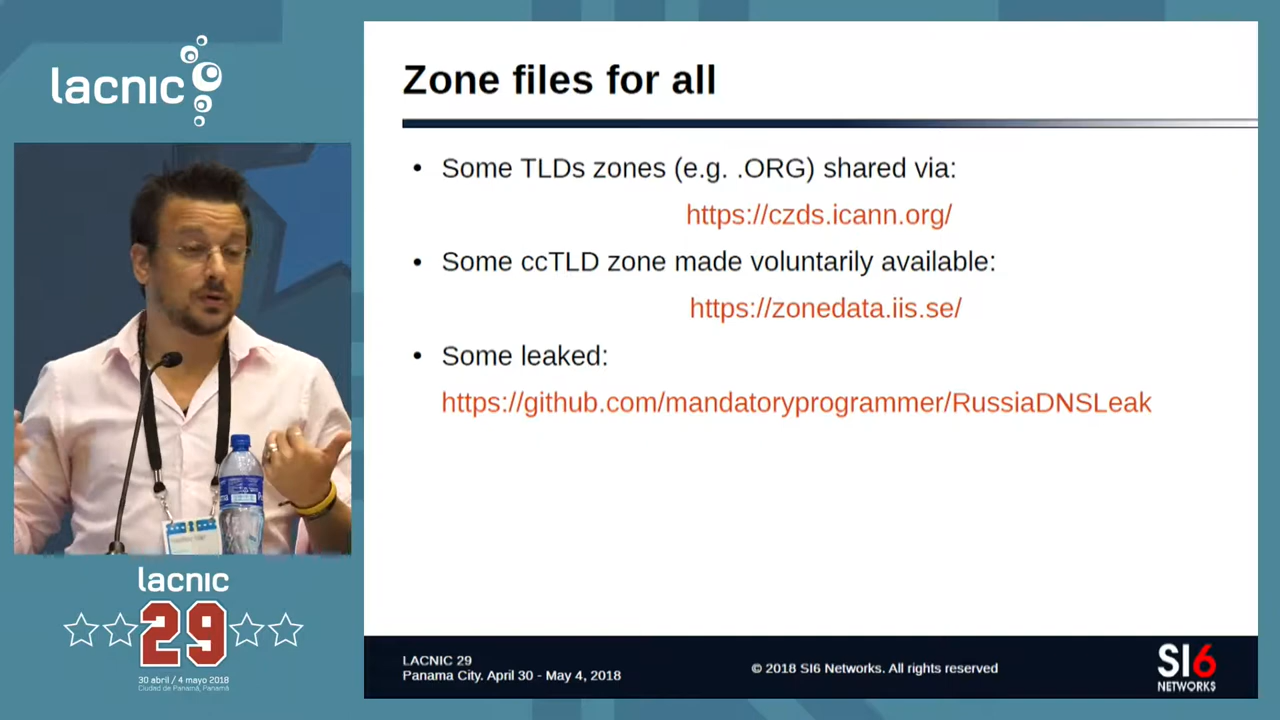 lacnic
Zone files for all
• Some TLDs zones (e.g. .ORG) shared via:
https://czds.icann.org/
• Some ccTLD zone made voluntarily available:
https://zonedata.iis.se/
• Some leaked:
https://github.com/mandatoryprogrammer/RussiaDNSLeak
lacnic
29
30 abril / 4 mayo 2018
Ciudad de Panamá, Panamá
LACNIC 29
Panama City. April 30 - May 4, 2018
© 2018 SI6 Networks. All rights reserved
SI6
NETWORKS